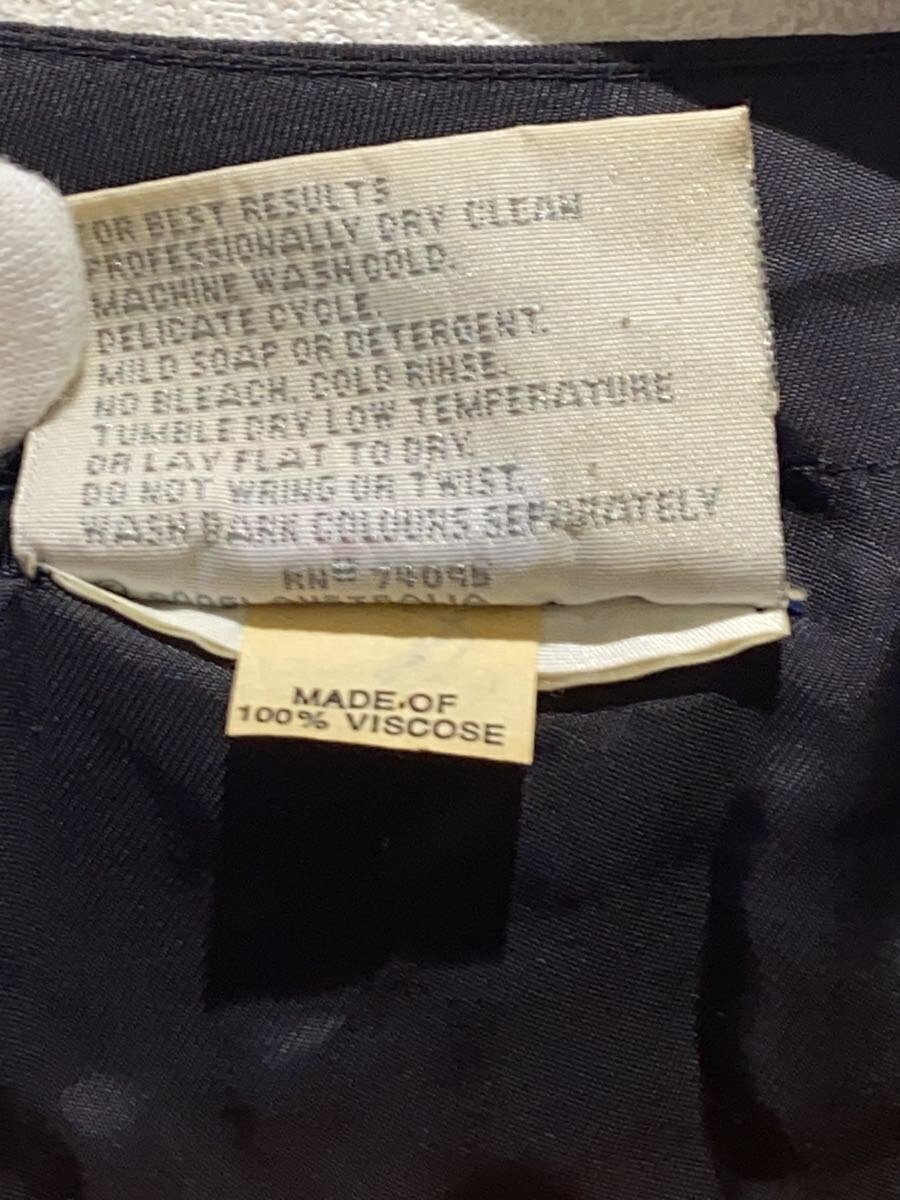 OR BEST RESULTS
PROFESSIONALLY DRY CLEAN
MACHINE WASH COLD.
DELICATE CYCLE.
MILD SOAP OR DETERGENT.
NO BLEACH. COLD RINSE.
TUMBLE DRY LOW TEMPERATURE
OR LAY FLAT TO DRY.
DO NOT WRING OR TWIST.
WASH DARK COLOURS SEPARATELY
RN# 74095
AUSTRALIA
MADE OF
100% VISCOSE